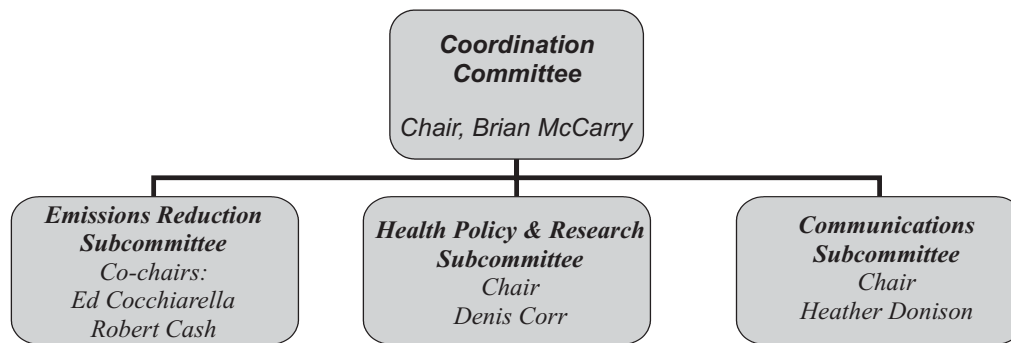 Coordination
Committee
Chair, Brian McCarry
Emissions Reduction
Subcommittee
Co-chairs:
Ed Cocchiarella
Robert Cash
Health Policy & Research
Subcommittee
Chair
Denis Corr
Communications
Subcommittee
Chair
Heather Donison